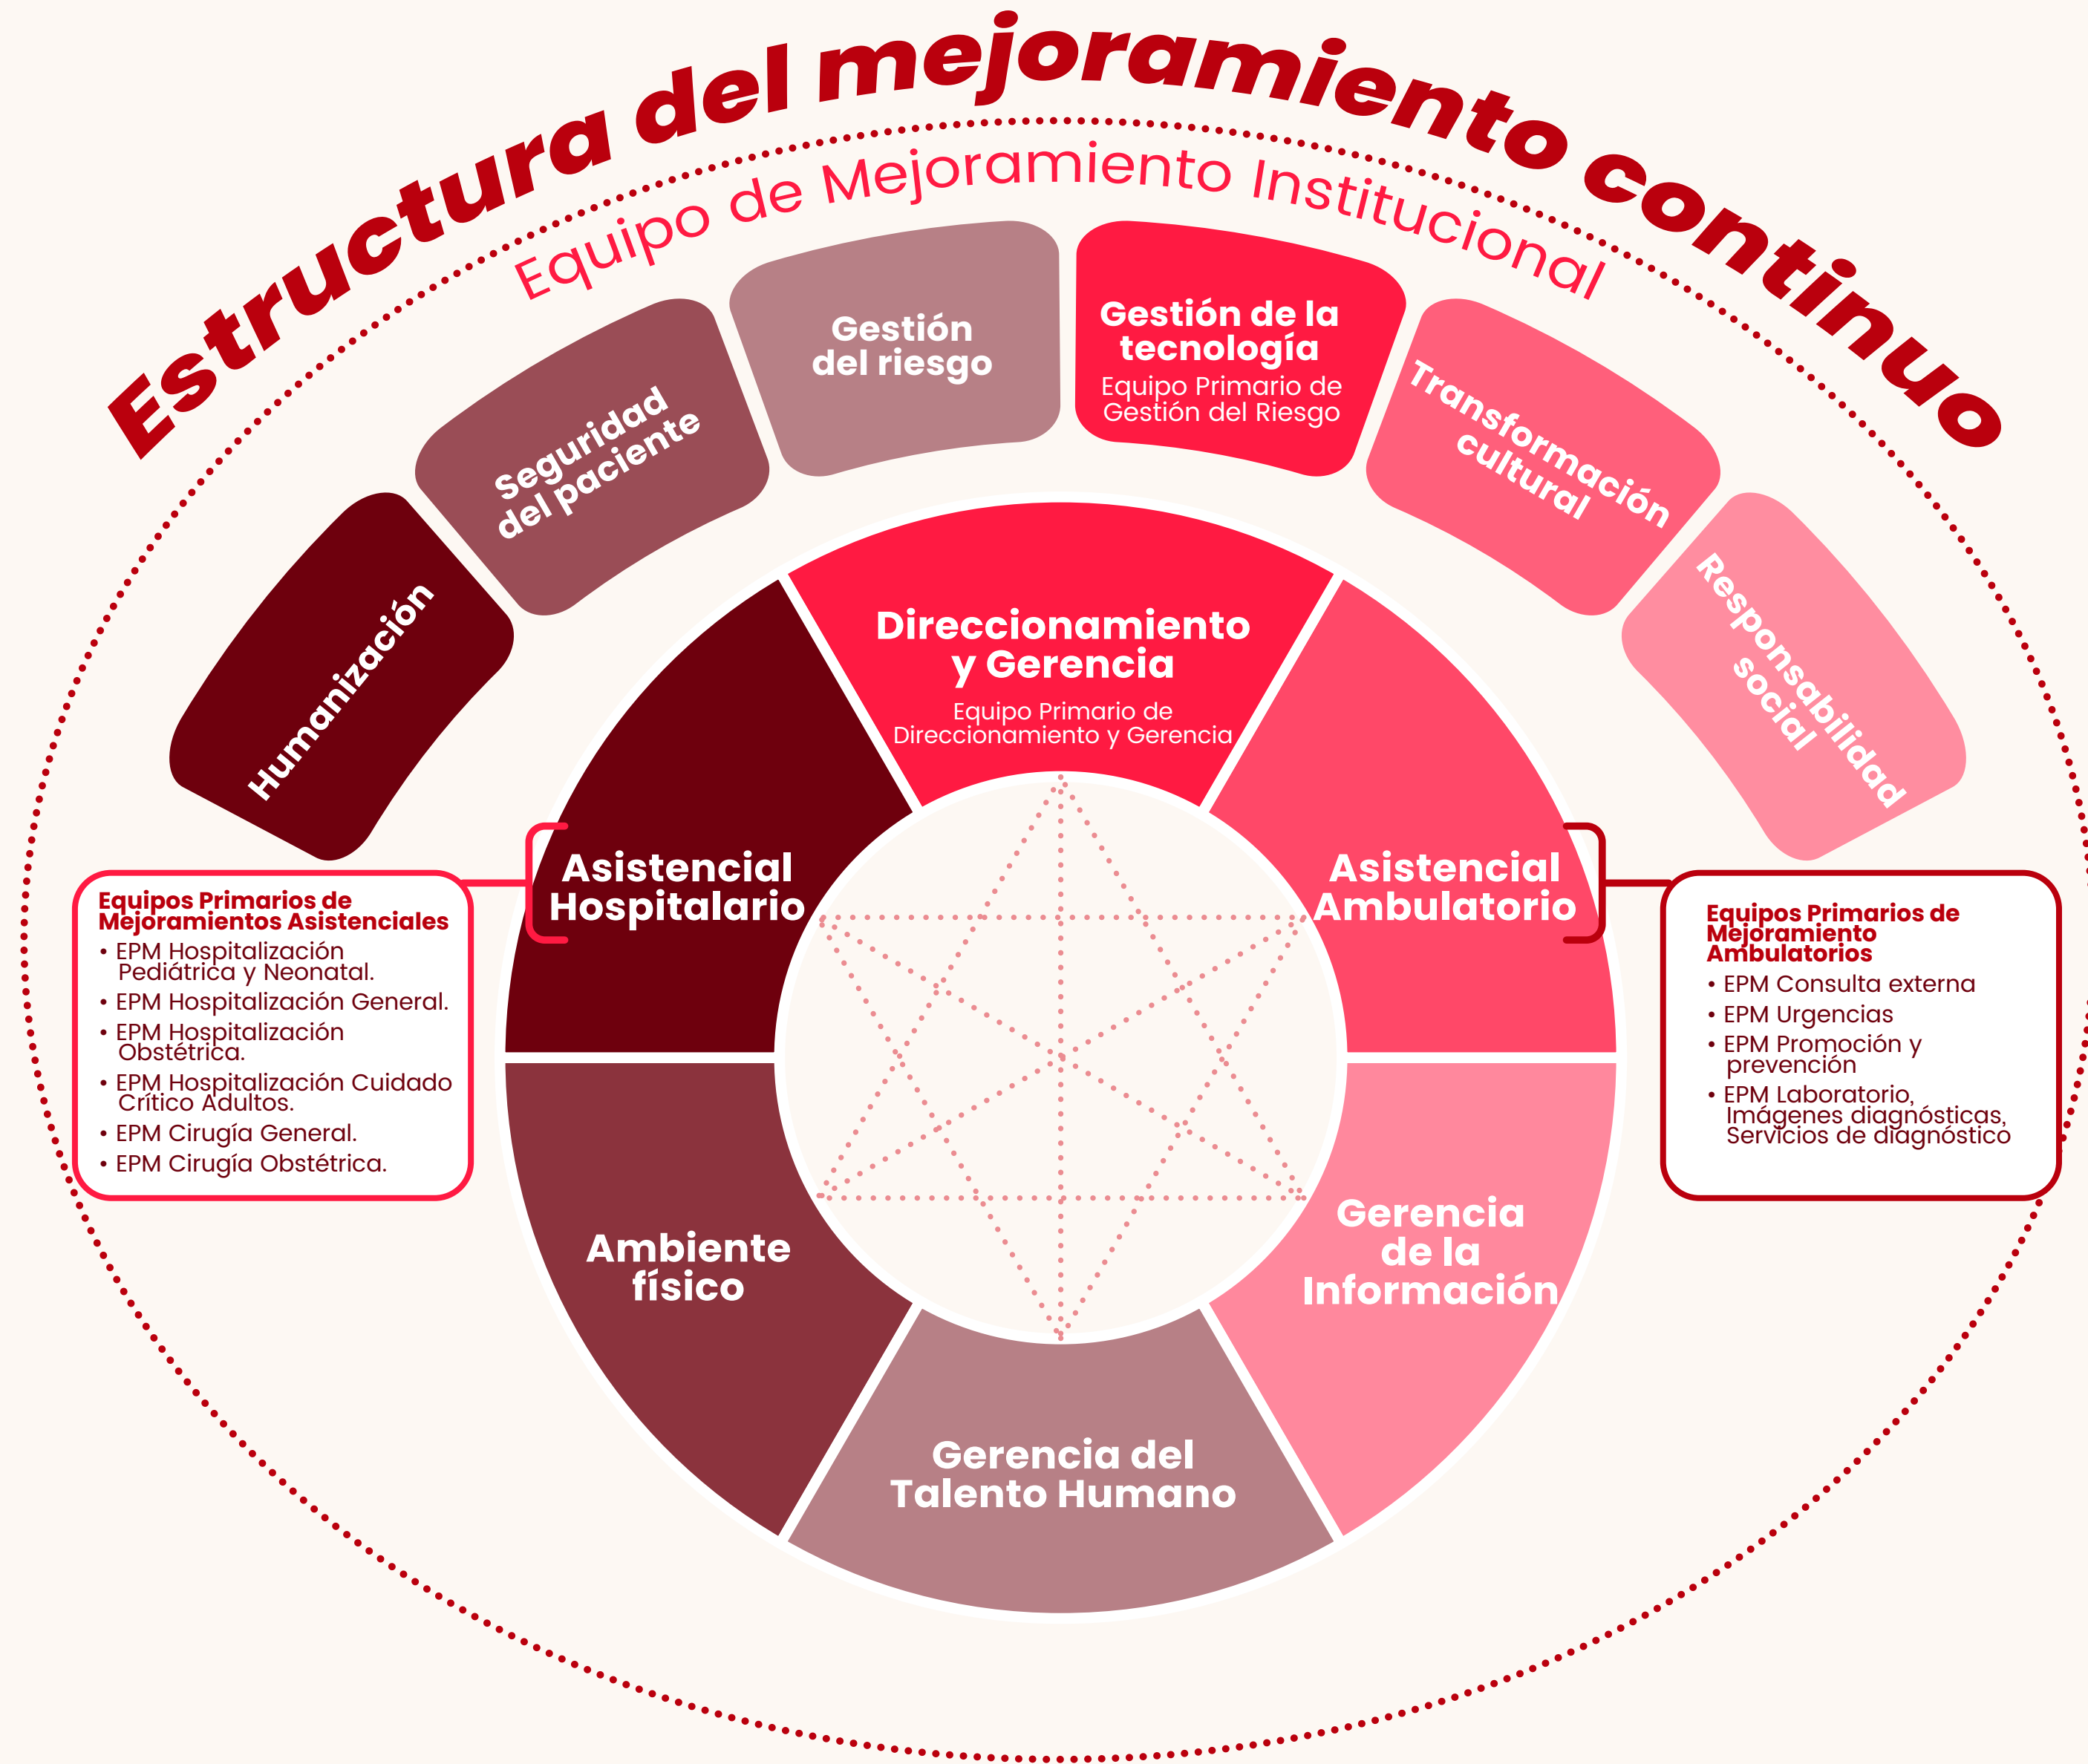 Estructura del mejoramiento continuo
Equipo de Mejoramiento Institucional
Humanización
Seguridad
del paciente
Gestión
del riesgo
Gestión de la
tecnología
Equipo Primario de
Gestión del Riesgo
Transformación
cultural
Responsabilidad
social
Direccionamiento
y Gerencia
Equipo Primario de
Direccionamiento y Gerencia
Asistencial
Hospitalario
Asistencial
Ambulatorio
Equipos Primarios de
Mejoramientos Asistenciales
• EPM Hospitalización
Pediátrica y Neonatal.
• EPM Hospitalización General.
• EPM Hospitalización
Obstétrica.
• EPM Hospitalización Cuidado
Crítico Adultos.
• EPM Cirugía General.
• EPM Cirugía Obstétrica.
Equipos Primarios de
Mejoramiento
Ambulatorios
• EPM Consulta externa
• EPM Urgencias
• EPM Promoción y
prevención
• EPM Laboratorio,
Imágenes diagnósticas,
Servicios de diagnóstico
Ambiente
físico
Gerencia
de la
Información
Gerencia del
Talento Humano